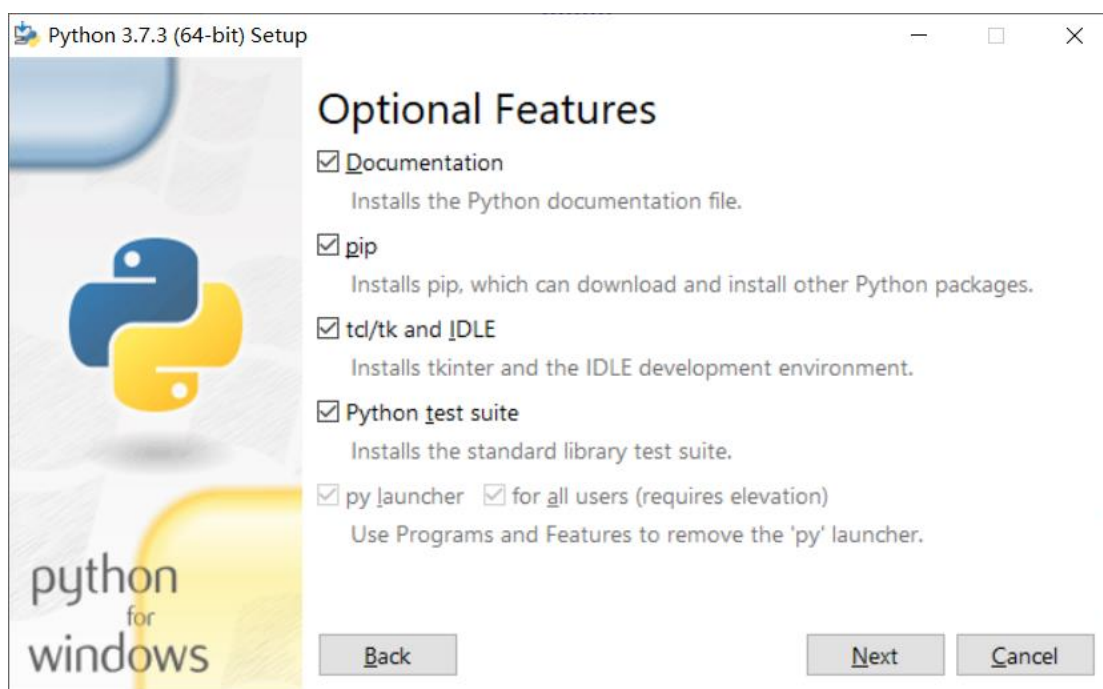 Python 3.7.3 (64-bit) Setup
Optional Features
Documentation
Installs the Python documentation file.
pip
Installs pip, which can download and install other Python packages.
tcl/tk and IDLE
Installs tkinter and the IDLE development environment.
Python test suite
Installs the standard library test suite.
py launcher for all users (requires elevation)
Use Programs and Features to remove the 'py' launcher.
python
for
windows
Back Next Cancel